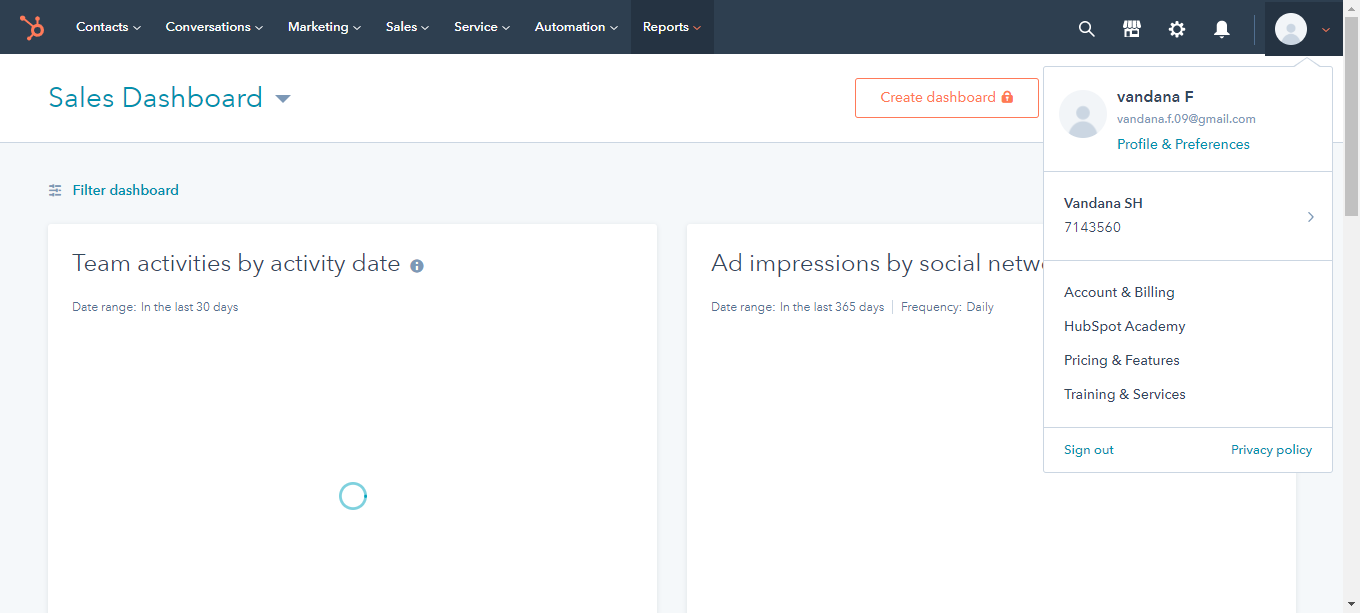 Contacts Conversations Marketing Sales Service Automation Reports
Sales Dashboard
Create dashboard
vandana F
vandana.f.09@gmail.com
Profile & Preferences
Filter dashboard
Vandana SH
7143560
Team activities by activity date
Date range: In the last 30 days
Ad impressions by social netw
Date range: In the last 365 days | Frequency: Daily
Account & Billing
HubSpot Academy
Pricing & Features
Training & Services
Sign out Privacy policy